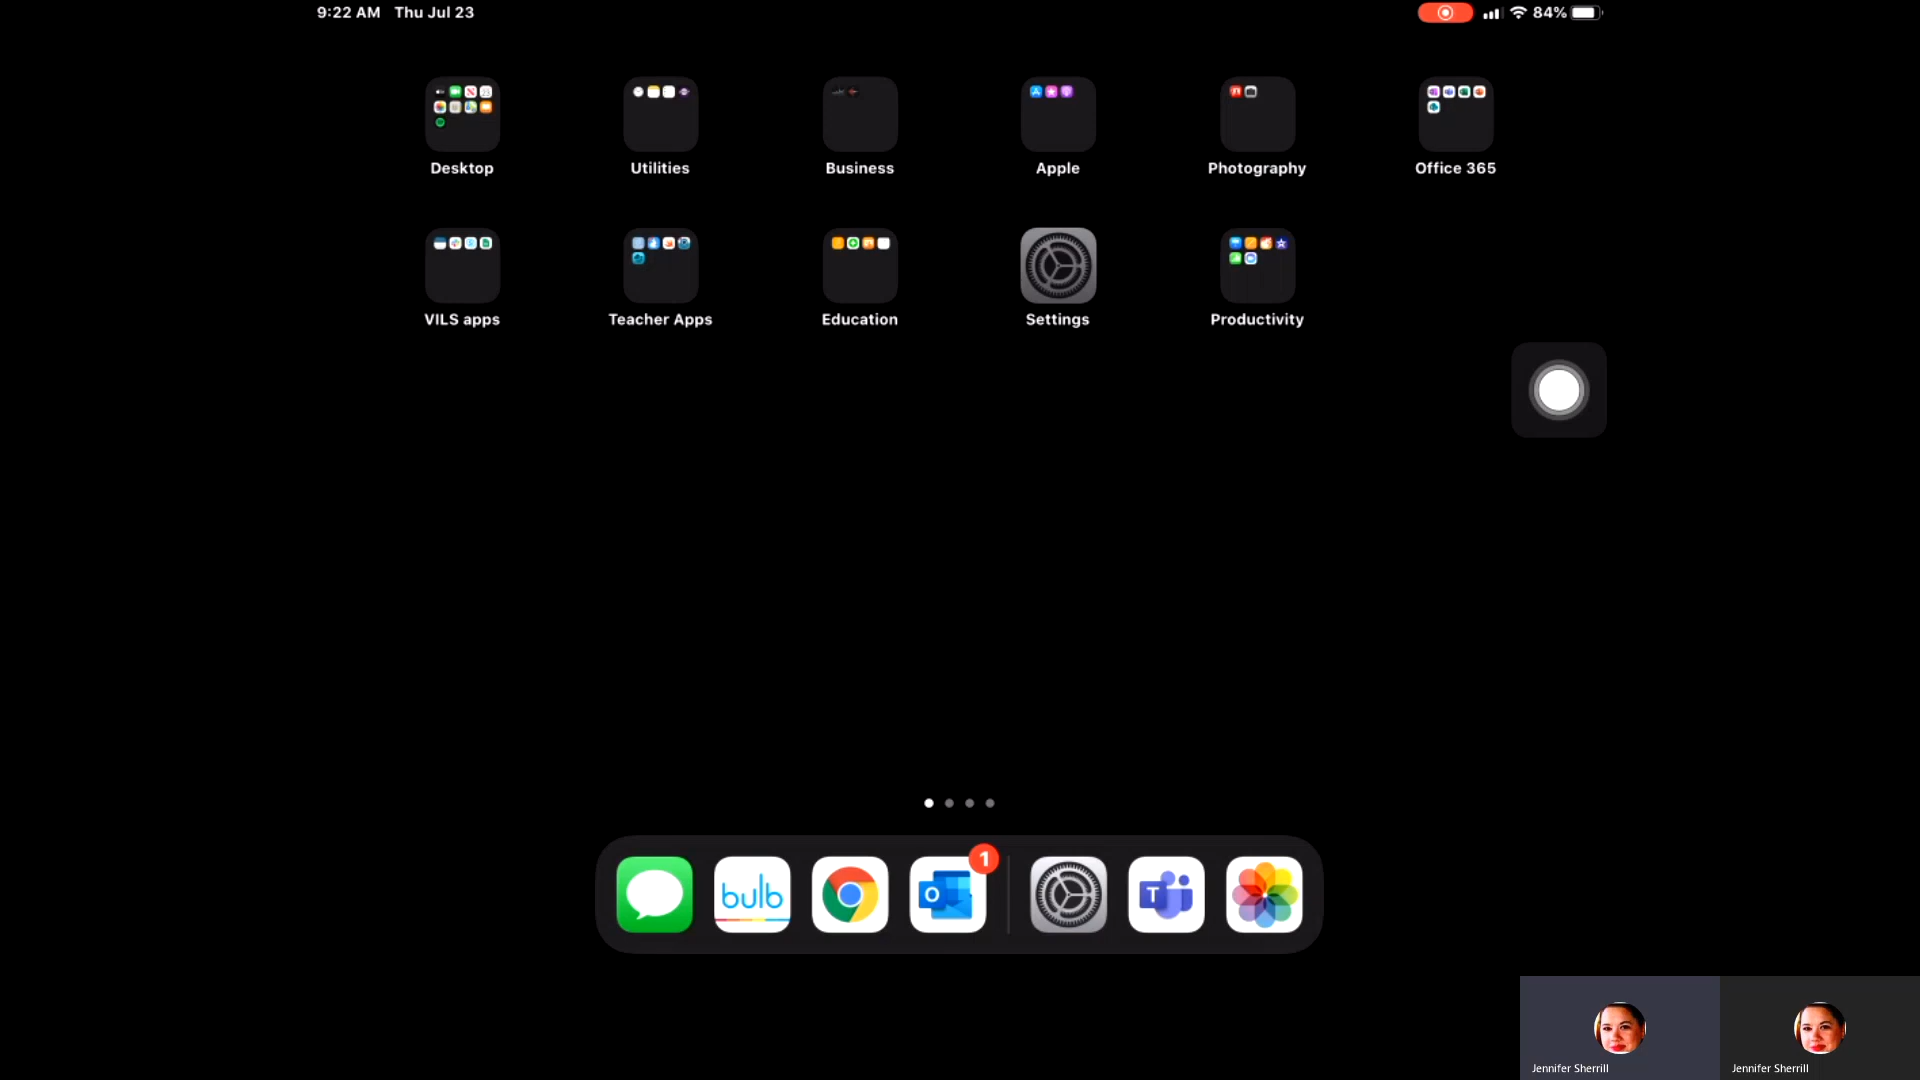 9:22 AM Thu Jul 23
84%
Desktop
Utilities
Business
Apple
Photography
Office 365
VILS apps
Teacher Apps
Education
Settings
Productivity
bulb
O
1
T
Jennifer Sherrill
Jennifer Sherrill